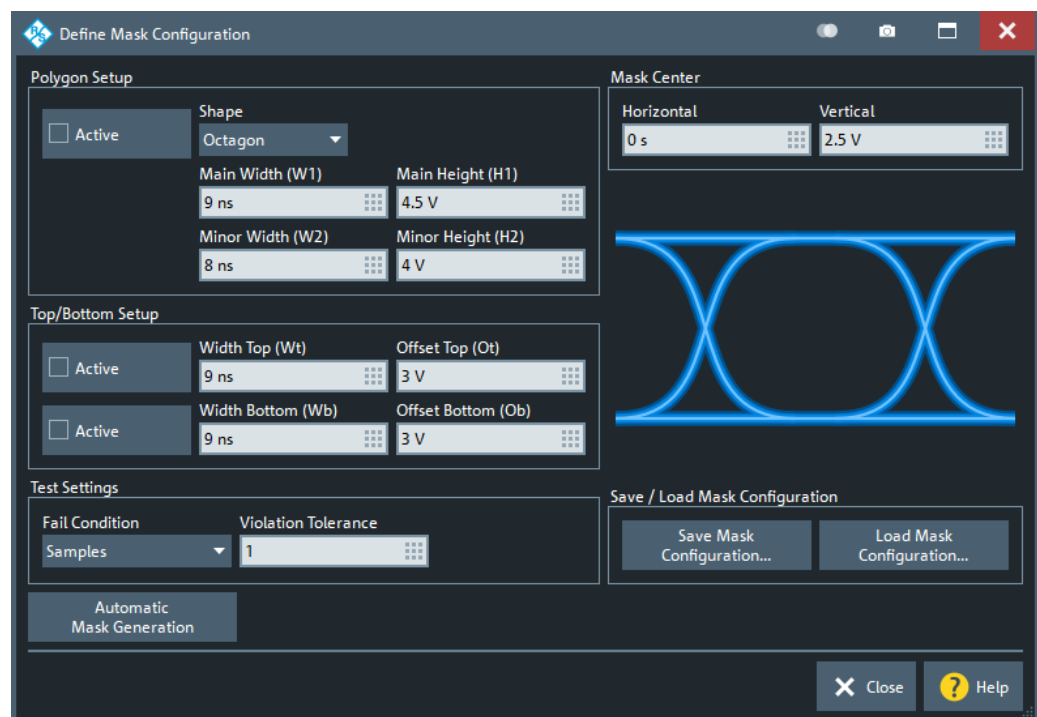 Define Mask Configuration
Polygon Setup
Active
Shape
Octagon
Main Width (W1)
Main Height (H1)
9 ns
4.5 V
Minor Width (W2)
Minor Height (H2)
8 ns
4 V
Top/Bottom Setup
Active
Width Top (Wt)
Offset Top (Ot)
9 ns
3 V
Active
Width Bottom (Wb)
Offset Bottom (Ob)
9 ns
3 V
Test Settings
Fail Condition
Violation Tolerance
Samples
1
Automatic
Mask Generation
Mask Center
Horizontal
Vertical
0 s
2.5 V
Save / Load Mask Configuration
Save Mask
Configuration...
Load Mask
Configuration...
Close
? Help